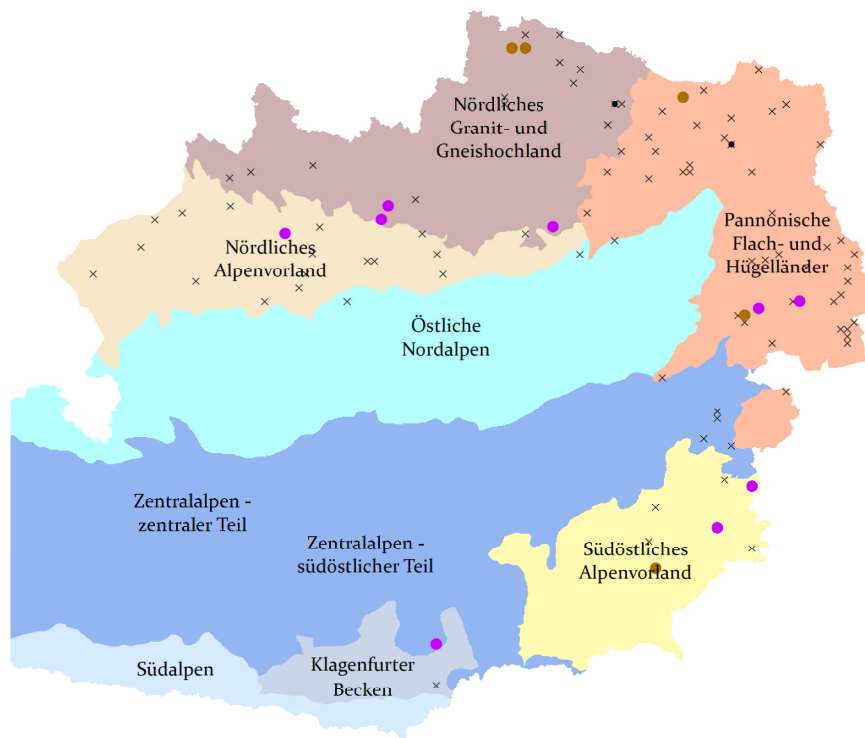 Nördliches
Granit- und
Gneishochland
Pannonische
Flach- und
Hügelländer
Nördliches
Alpenvorland
Östliche
Nordalpen
Zentralalpen -
zentraler Teil
Zentralalpen -
südöstlicher Teil
Südöstliches
Alpenvorland
Südalpen
Klagenfurter
Becken